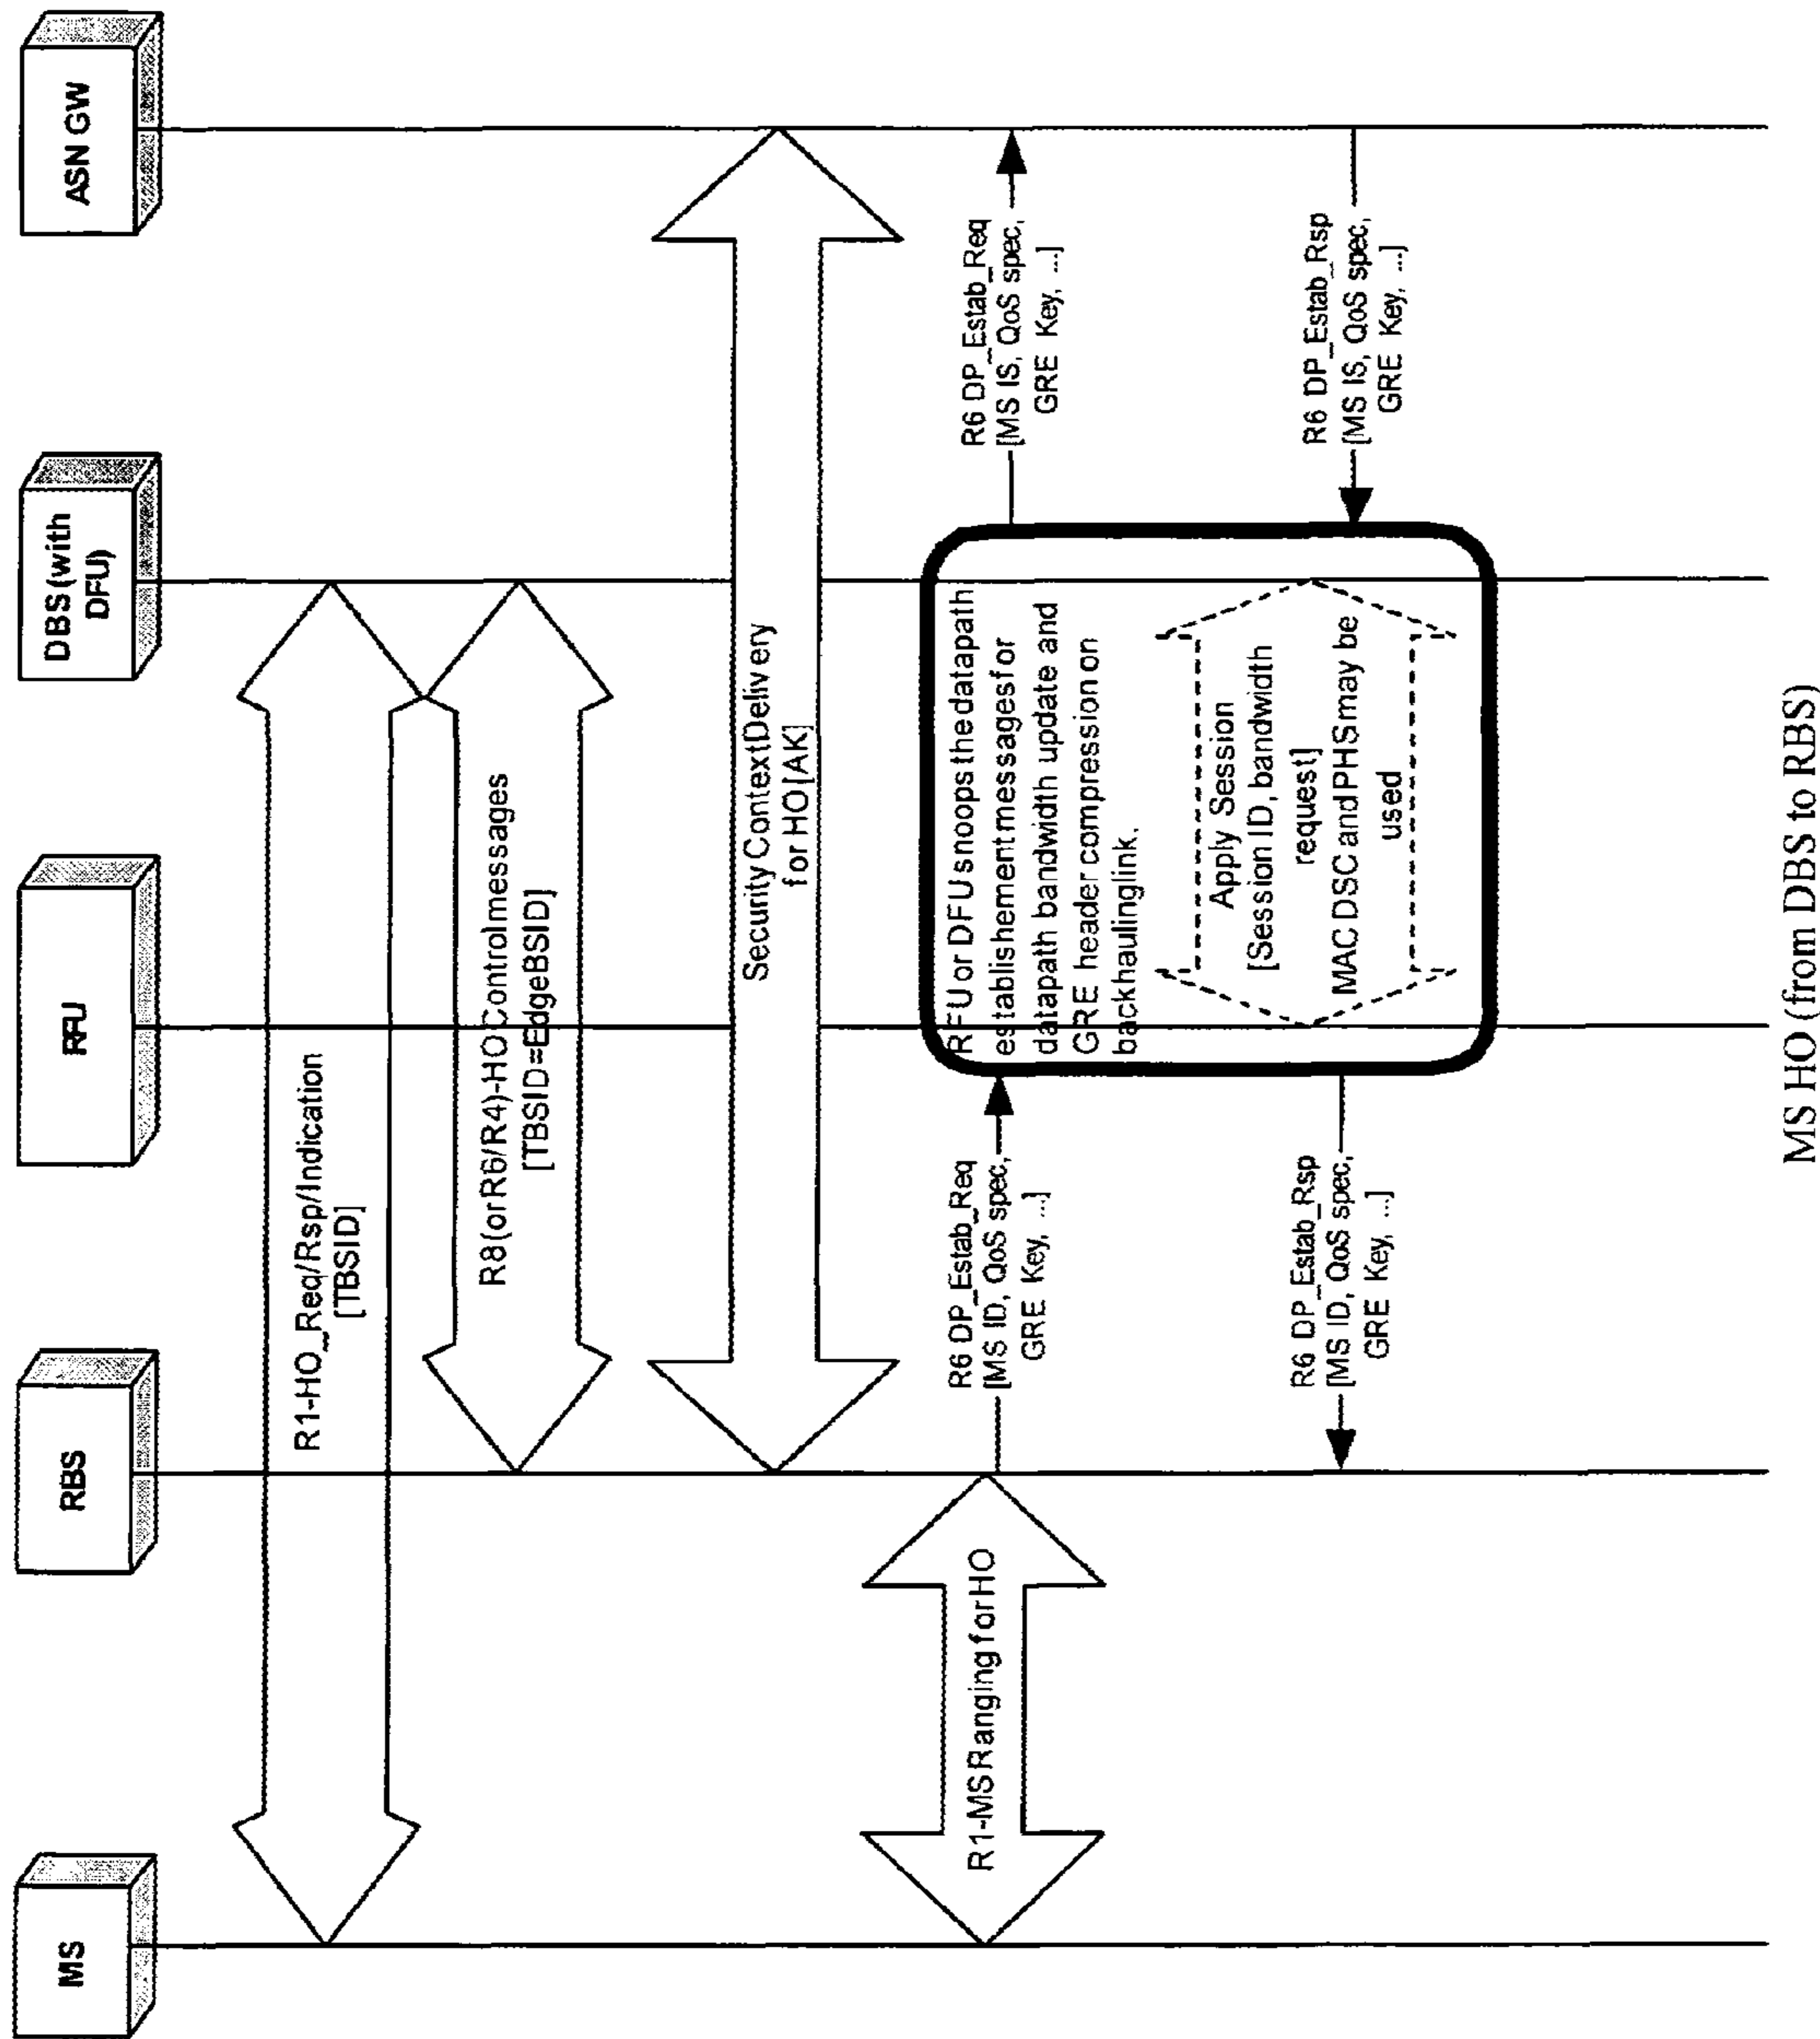 MS
RBS
RFU
DBS (with
DFU)
ASN GW
R1-HO_Req/Rsp/Indication
[TBSID]
R8(or R6/R4)-HO Control messages
[TBSID=EdgeBSID]
Security Context Delivery
for HO[AK]
R1-MS Ranging for HO
R6 DP_Estab_Req
[MS ID, QoS spec,
GRE Key, ...]
RFU or DFU snoops the datapath
establishement messages for
datapath bandwidth update and
GRE header compression on
backhauling link.
R6 DP_Estab_Req
[MS IS, QoS spec,
GRE Key, ...]
Apply Session
[Session ID, bandwidth
request]
MAC DSC and PHS may be
used
R6 DP_Estab_Rsp
[MS ID, QoS spec,
GRE Key, ...]
R6 DP_Estab_Rsp
[MS IS, QoS spec,
GRE Key, ...]
MS HO (from DBS to RBS)